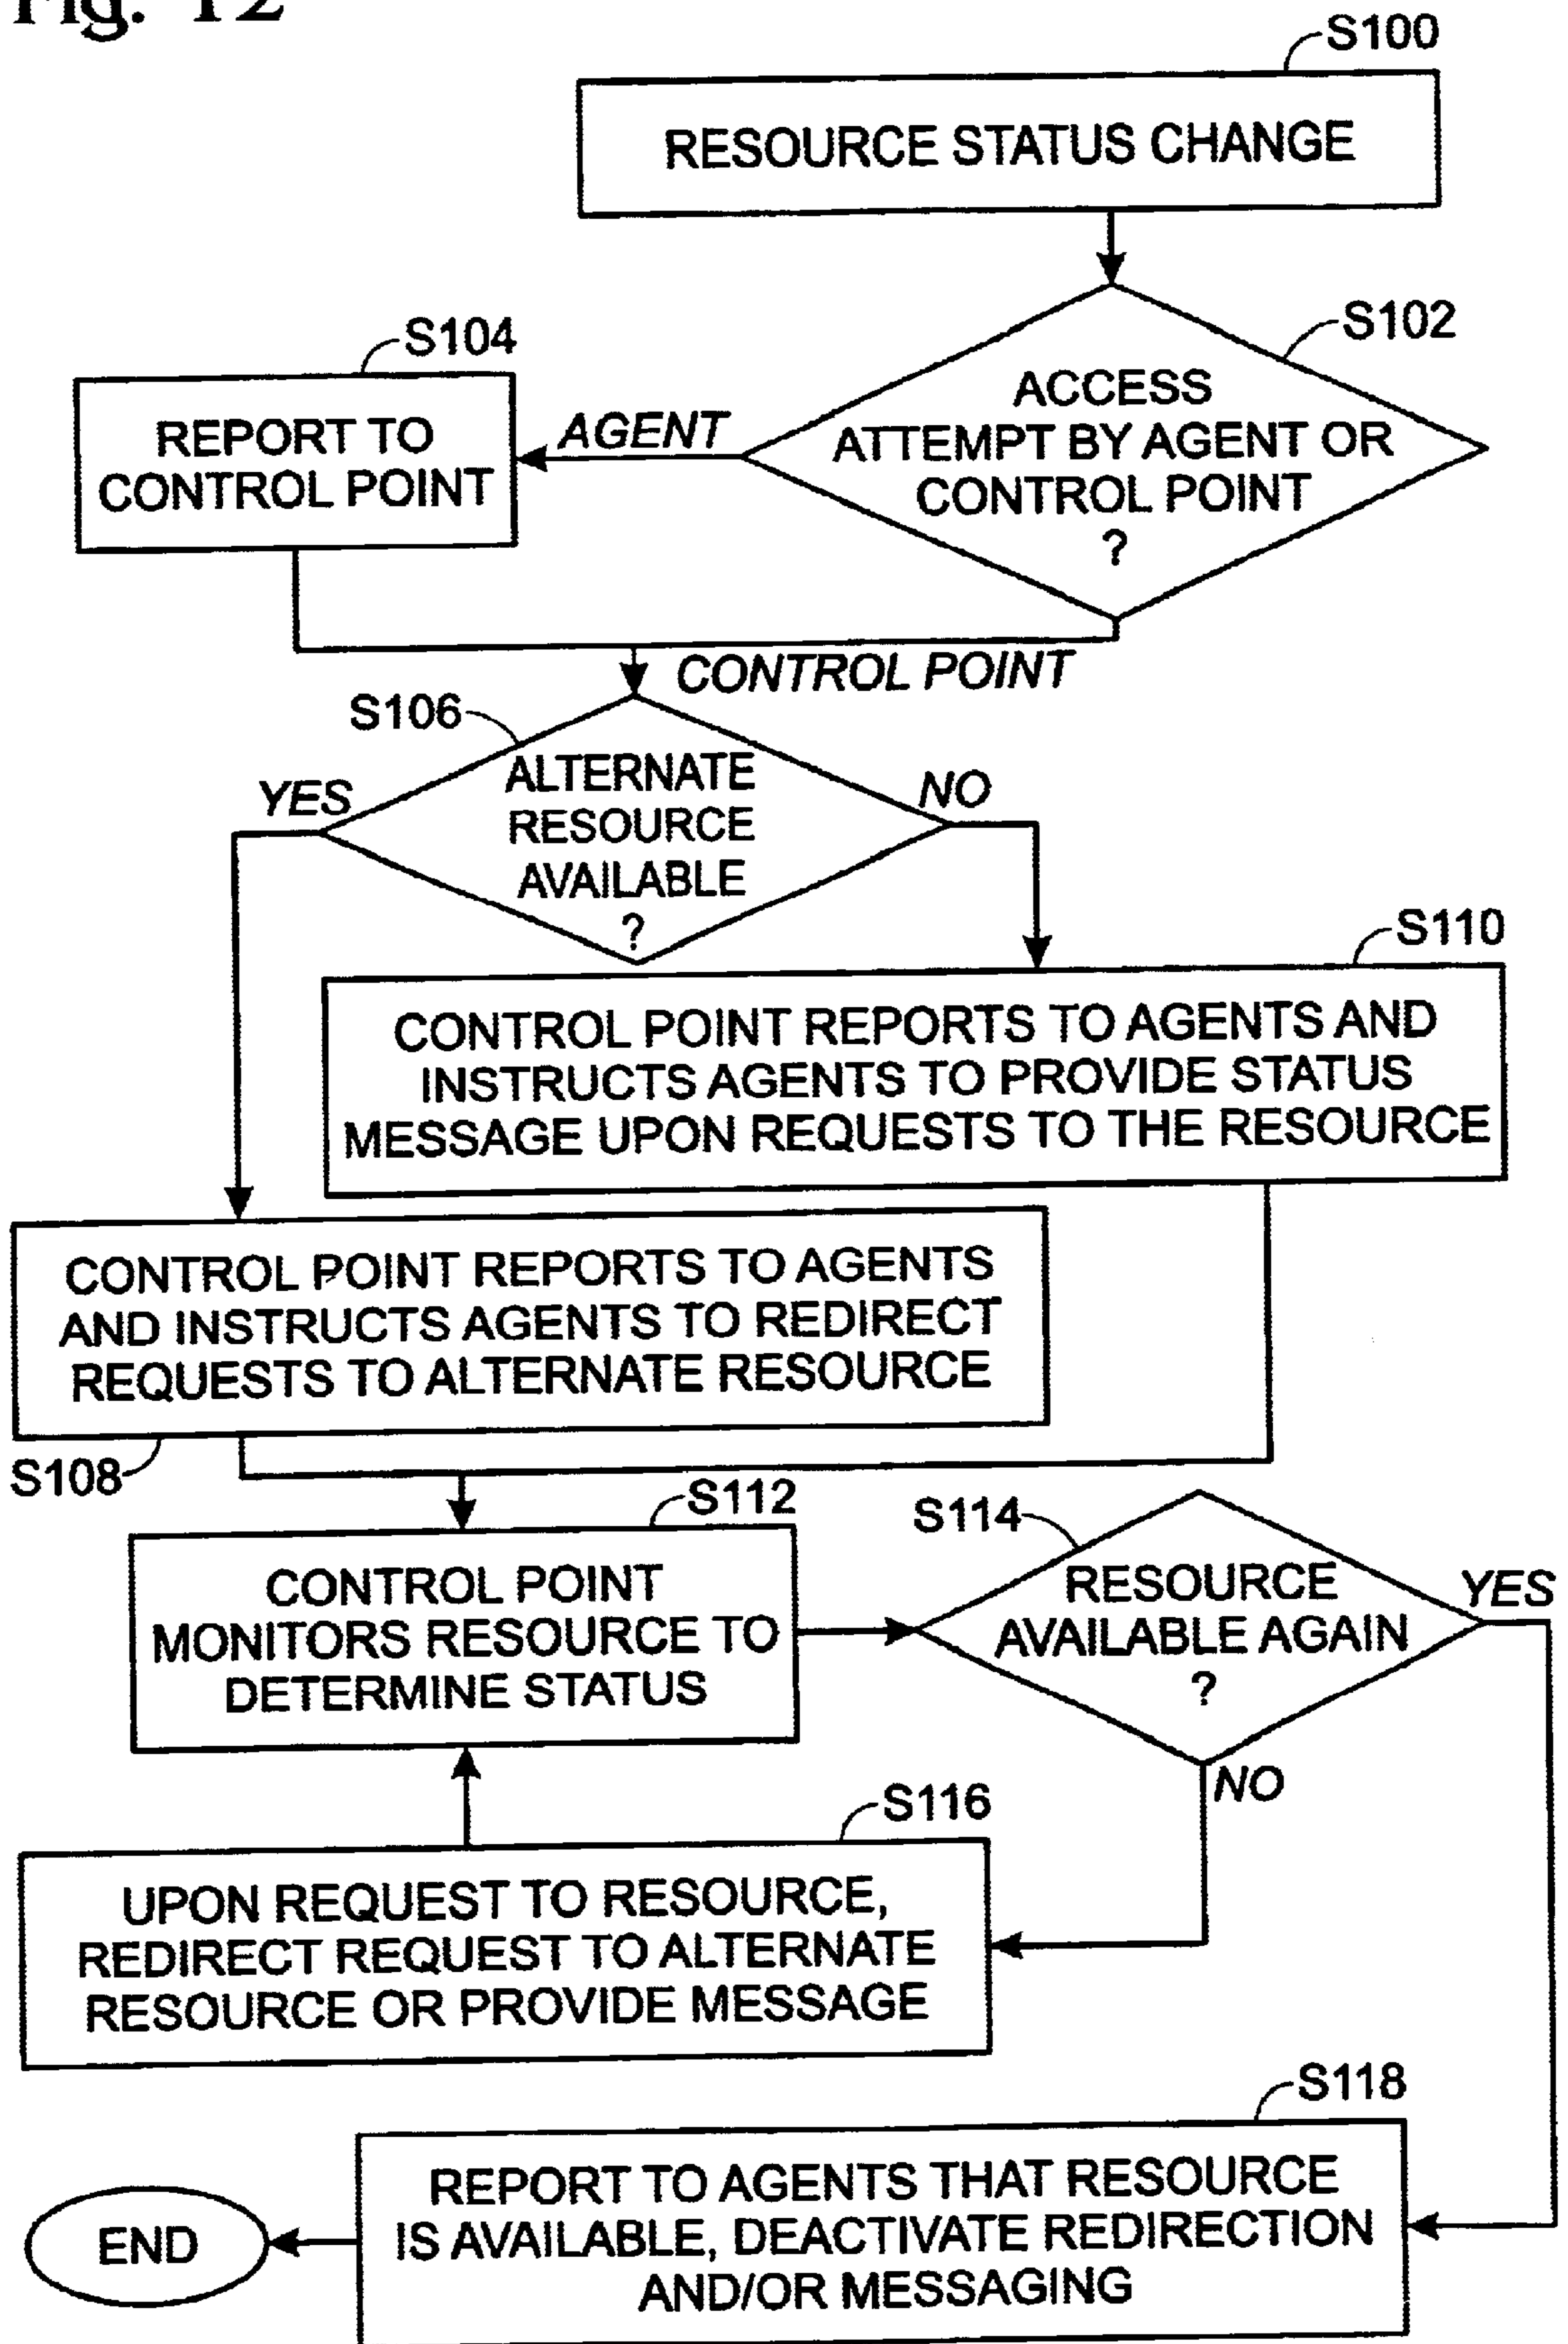 Fig. 12
S100
RESOURCE STATUS CHANGE
S102
ACCESS
ATTEMPT BY AGENT OR
CONTROL POINT
?
AGENT
S104
REPORT TO
CONTROL POINT
CONTROL POINT
S106
ALTERNATE
RESOURCE
AVAILABLE
?
YES
NO
S110
CONTROL POINT REPORTS TO AGENTS AND
INSTRUCTS AGENTS TO PROVIDE STATUS
MESSAGE UPON REQUESTS TO THE RESOURCE
CONTROL POINT REPORTS TO AGENTS
AND INSTRUCTS AGENTS TO REDIRECT
REQUESTS TO ALTERNATE RESOURCE
S108
S112
CONTROL POINT
MONITORS RESOURCE TO
DETERMINE STATUS
S114
RESOURCE
AVAILABLE AGAIN
?
YES
NO
S116
UPON REQUEST TO RESOURCE,
REDIRECT REQUEST TO ALTERNATE
RESOURCE OR PROVIDE MESSAGE
S118
REPORT TO AGENTS THAT RESOURCE
IS AVAILABLE, DEACTIVATE REDIRECTION
AND/OR MESSAGING
END